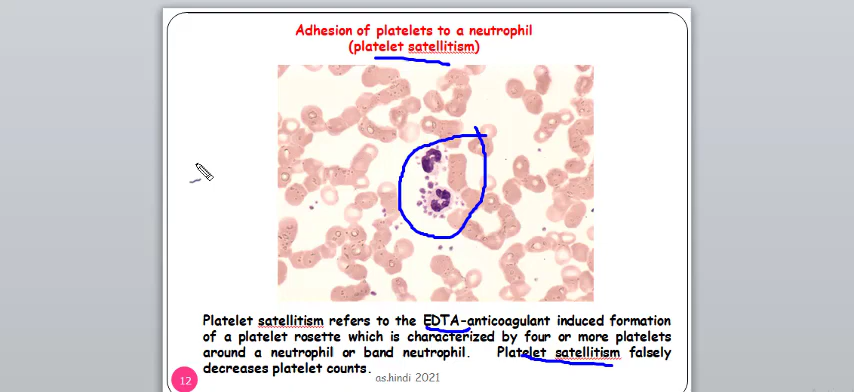 Adhesion of platelets to a neutrophil
(platelet satellitism)
Platelet satellitism refers to the EDTA-anticoagulant induced formation
of a platelet rosette which is characterized by four or more platelets
around a neutrophil or band neutrophil. Platelet satellitism falsely
decreases platelet counts.
as.hindi 2021
12